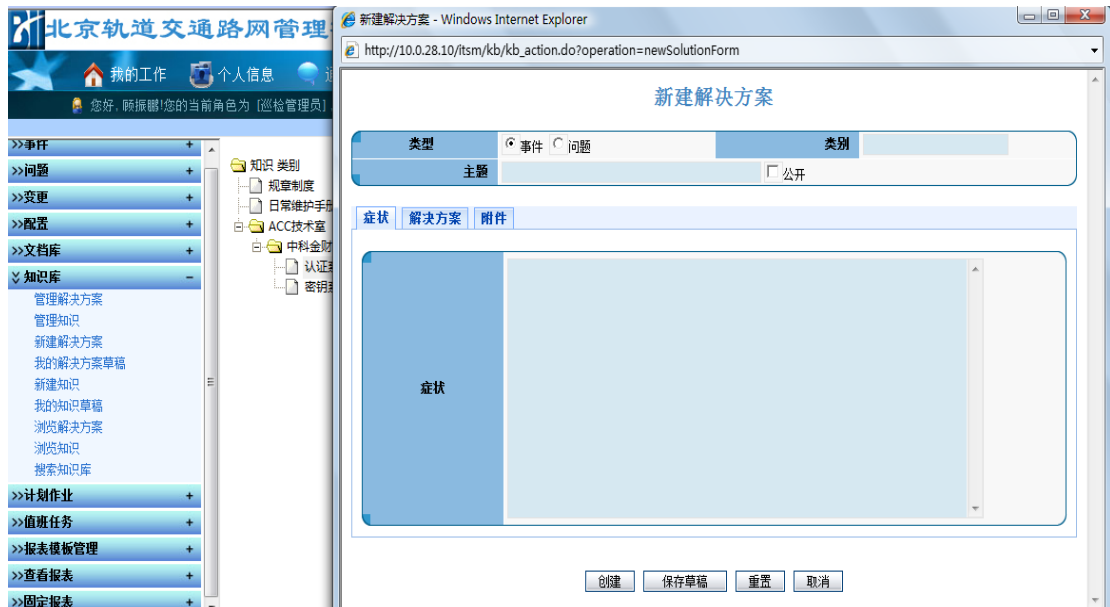 北京轨道交通路网管理
我的工作 个人信息
您好,顾振鹏!您的当前角色为 [巡检管理员]
>>事件 +
>>问题 +
>>变更 +
>>配置 +
>>文档库 +
知识库 -
管理解决方案
管理知识
新建解决方案
我的解决方案草稿
新建知识
我的知识草稿
浏览解决方案
浏览知识
搜索知识库
>>计划作业 +
>>值班任务 +
>>报表模板管理 +
>>查看报表 +
>>固定报表 +
知识 类别
规章制度
日常维护手册
ACC技术室
中科金财
认证
密钥
新建解决方案 - Windows Internet Explorer
http://10.0.28.10/itsm/kb/kb_action.do?operation=newSolutionForm
新建解决方案
类型 事件 问题 类别
主题 公开
症状 解决方案 附件
症状
创建 保存草稿 重置 取消